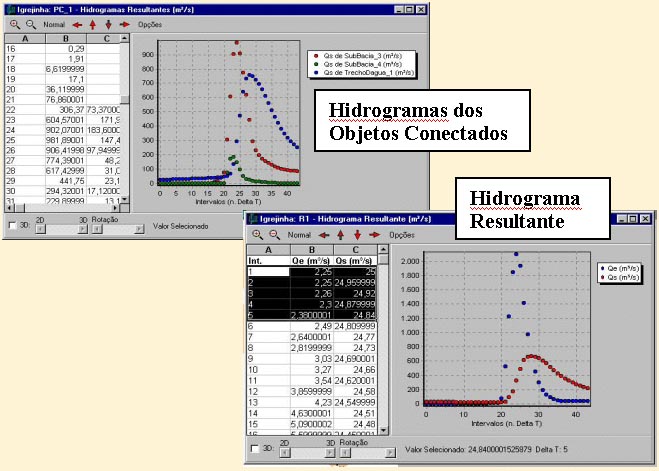 Igrejinha: PC_1 - Hidrogramas Resultantes (m³/s)
Normal Opções
A B C
16 0,29
17 1,91
18 6,6199999
19 17,1
20 36,119999
21 76,860001
22 306,37 73,37000
23 604,57001 171,9
24 902,07001 183,6000
25 981,89001 147,4
26 906,41998 97,94999
27 774,39001 48,2
28 617,42999 31,0
29 441,75 23,1
30 294,32001 17,12000
31 229,89999 13,1
900
800
700
600
500
400
300
200
100
0
0 5 10 15 20 25 30 35 40
Intervalos (n. Delta T)
Qs de SubBacia_3 (m³/s)
Qs de SubBacia_4 (m³/s)
Qs de TrechoDagua_1 (m³/s)
3D: 2D 3D Rotação Valor Selecionado
Hidrogramas dos
Objetos Conectados
Hidrograma
Resultante
Igrejinha: R1 - Hidrograma Resultante (m³/s)
Normal Opções
A B C
Int. Qe (m³/s) Qs (m³/s)
1 2,25 25
2 2,25 24,959999
3 2,26 24,92
4 2,3 24,879999
5 2,3800001 24,84
6 2,49 24,809999
7 2,6400001 24,77
8 2,8199999 24,73
9 3,03 24,690001
10 3,27 24,66
11 3,54 24,620001
12 3,8599999 24,58
13 4,23 24,549999
14 4,6300001 24,51
15 5,0900002 24,48
2.000
1.800
1.600
1.400
1.200
1.000
800
600
400
200
0
0 10 20 30 40
Intervalos (n. Delta T)
Qe (m³/s)
Qs (m³/s)
3D: 2D 3D Rotação Valor Selecionado: 24,8400001525879 Delta T: 5